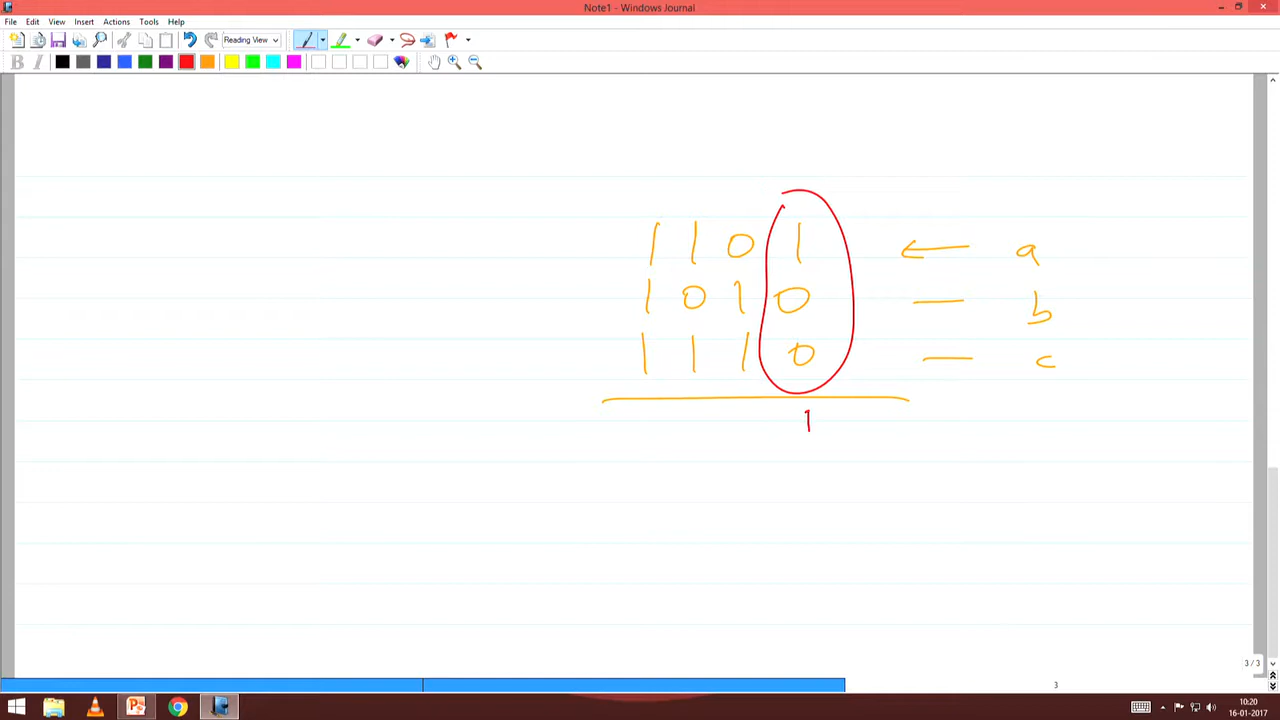 Note1 - Windows Journal
File Edit View Insert Actions Tools Help
Reading View
B I
1 1 0 1 ← a
1 0 1 0 — b
1 1 1 0 — c
1
3 / 3
3
10:20
16-01-2017